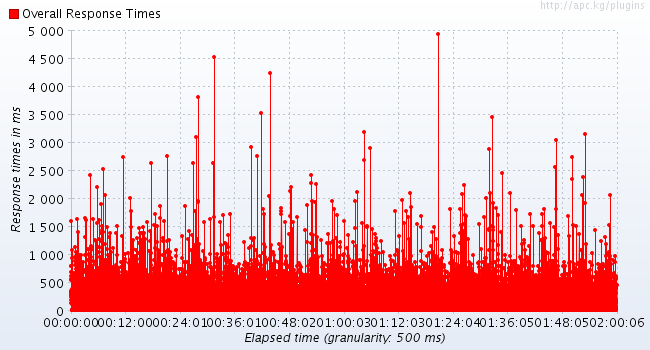 http://apc.kg/plugins
Overall Response Times
5 000
4 500
4 000
3 500
3 000
2 500
2 000
1 500
1 000
500
0
Response times in ms
00:00:00 00:12:00 00:24:01 00:36:01 00:48:02 01:00:03 01:12:03 01:24:04 01:36:05 01:48:05 02:00:06
Elapsed time (granularity: 500 ms)